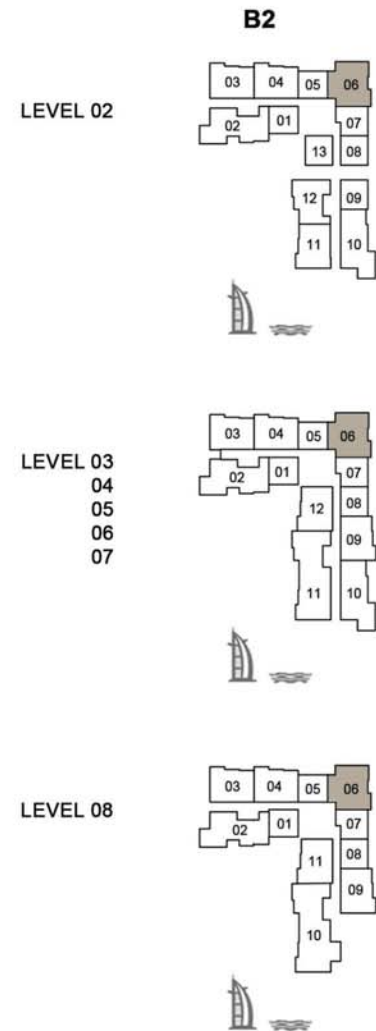 B2
LEVEL 02
03 04 05 06
02 01 07
13 08
12 09
11 10
LEVEL 03
04
05
06
07
03 04 05 06
02 01 07
12 08
09
11 10
LEVEL 08
03 04 05 06
02 01 07
11 08
09
10